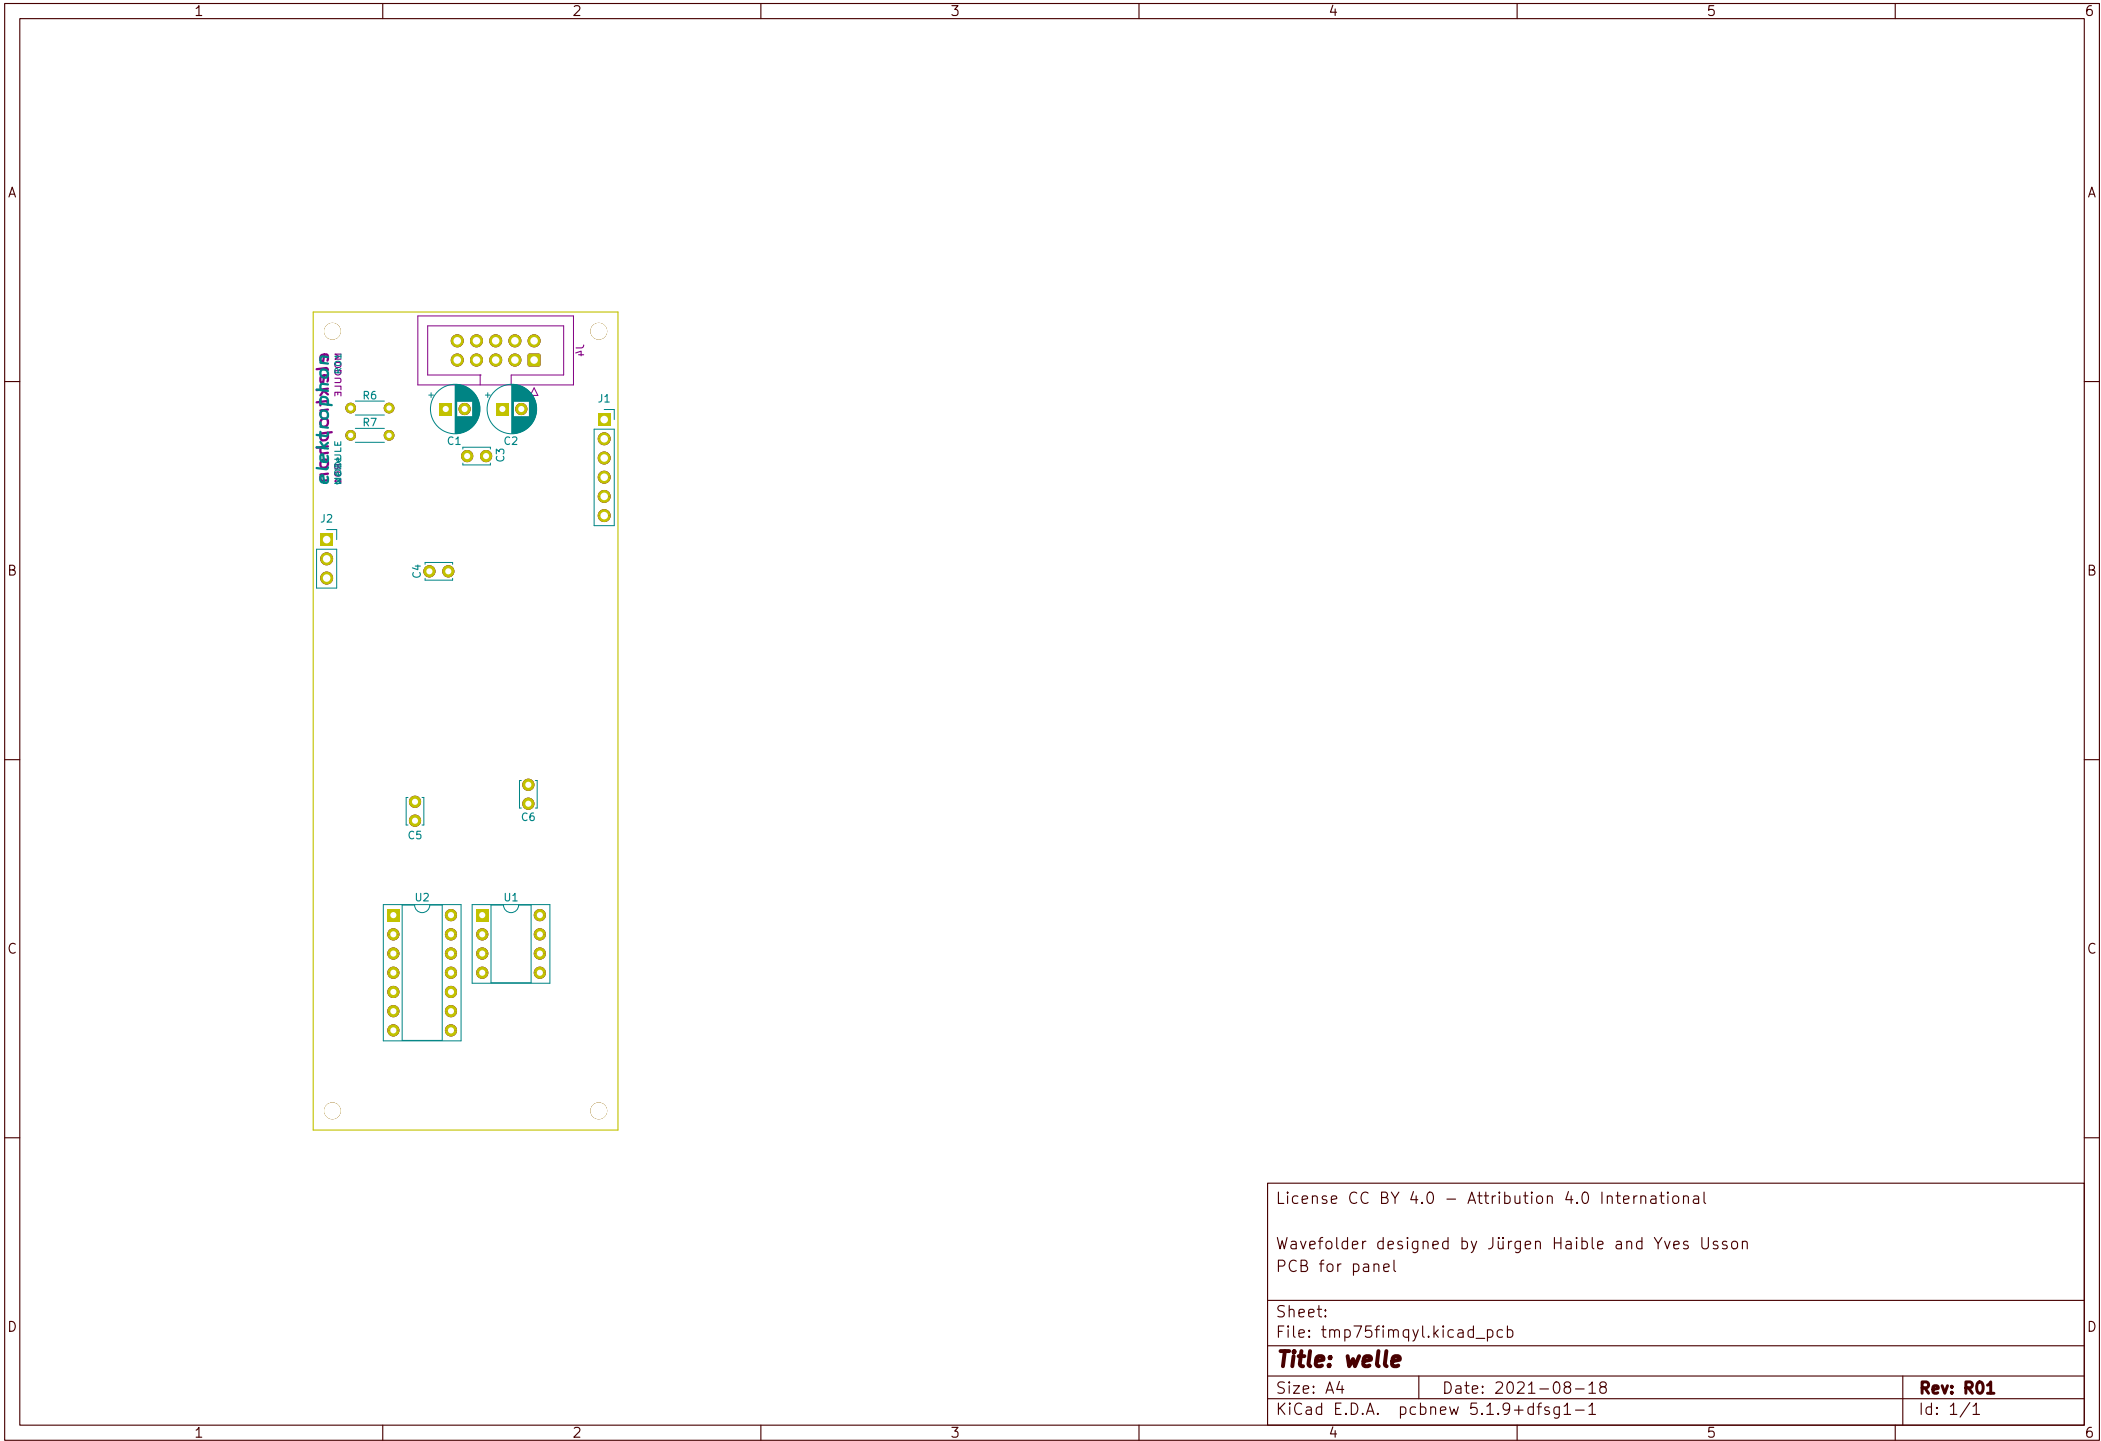 1 2 3 4 5 6
A A
J4
R6
J1
R7
+ +
C1 C2
C3
elektrophon
MODULE
J2
C4
B B
C6
C5
U2 U1
C C
License CC BY 4.0 - Attribution 4.0 International
Wavefolder designed by Jürgen Haible and Yves Usson
PCB for panel
Sheet:
File: tmp75fimqyl.kicad_pcb
D D
Title: welle
Size: A4 Date: 2021-08-18 Rev: R01
KiCad E.D.A. pcbnew 5.1.9+dfsg1-1 Id: 1/1
1 2 3 4 5 6